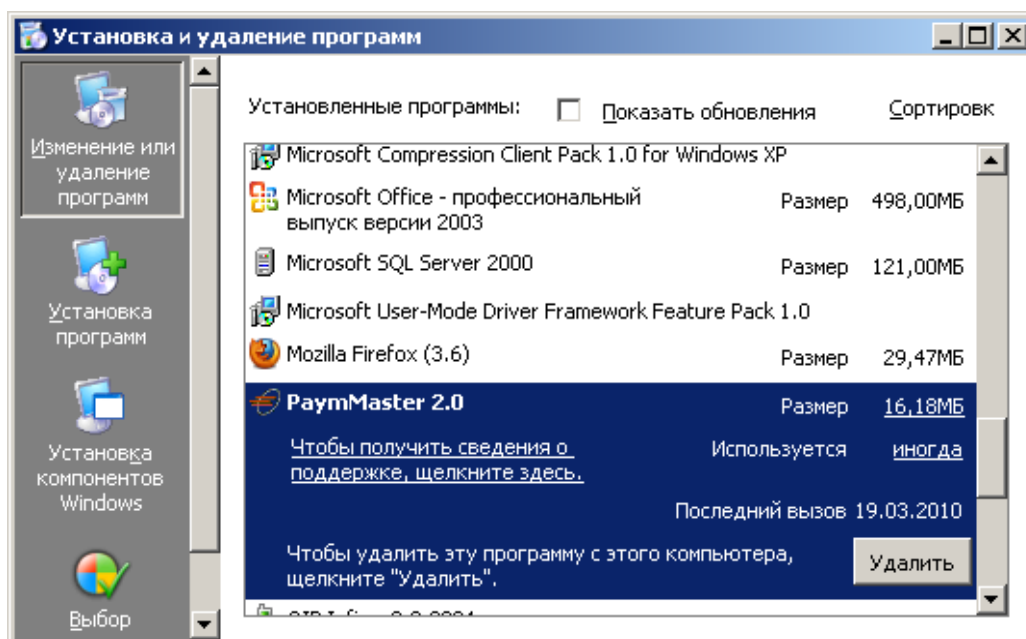 Установка и удаление программ
Изменение или
удаление
программ
Установка
программ
Установка
компонентов
Windows
Выбор
Установленные программы:
Показать обновления
Сортировк
Microsoft Compression Client Pack 1.0 for Windows XP
Microsoft Office - профессиональный
выпуск версии 2003
Размер 498,00МБ
Microsoft SQL Server 2000
Размер 121,00МБ
Microsoft User-Mode Driver Framework Feature Pack 1.0
Mozilla Firefox (3.6)
Размер 29,47МБ
PaymMaster 2.0
Размер 16,18МБ
Чтобы получить сведения о
поддержке, щелкните здесь.
Используется иногда
Последний вызов 19.03.2010
Чтобы удалить эту программу с этого компьютера,
щелкните "Удалить".
Удалить